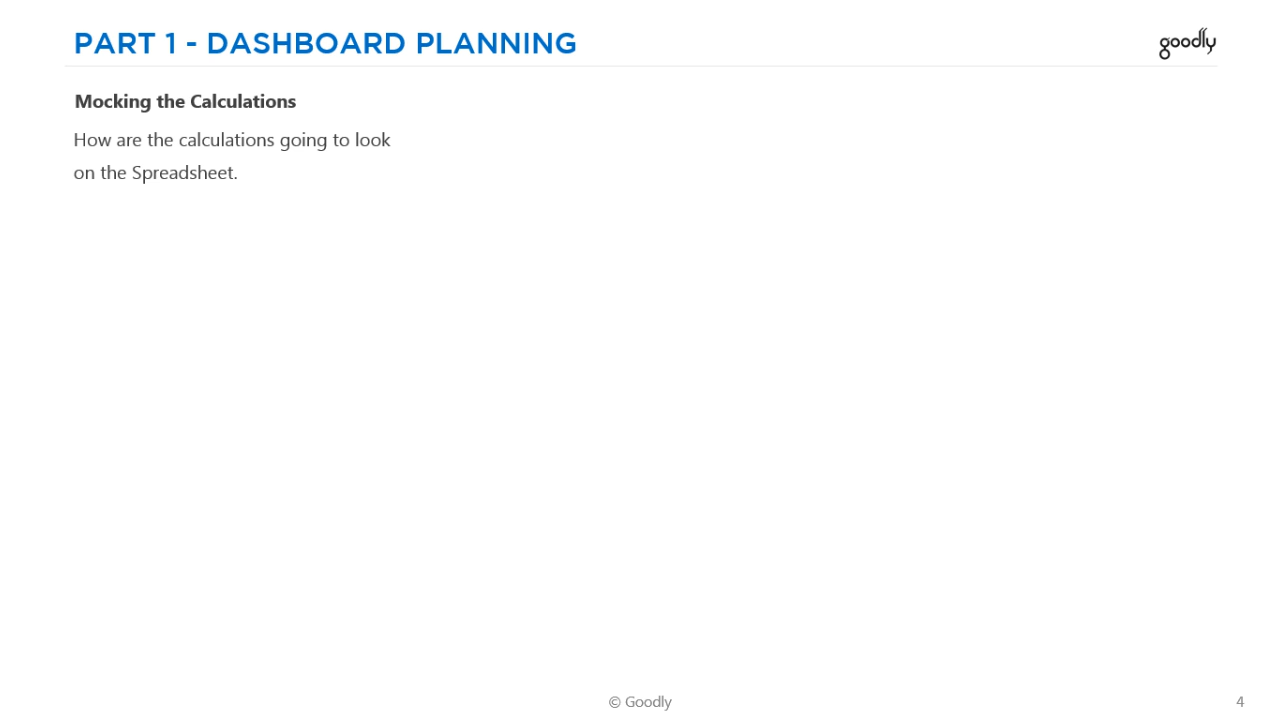 PART 1 - DASHBOARD PLANNING
goodly
Mocking the Calculations
How are the calculations going to look
on the Spreadsheet.
© Goodly
4